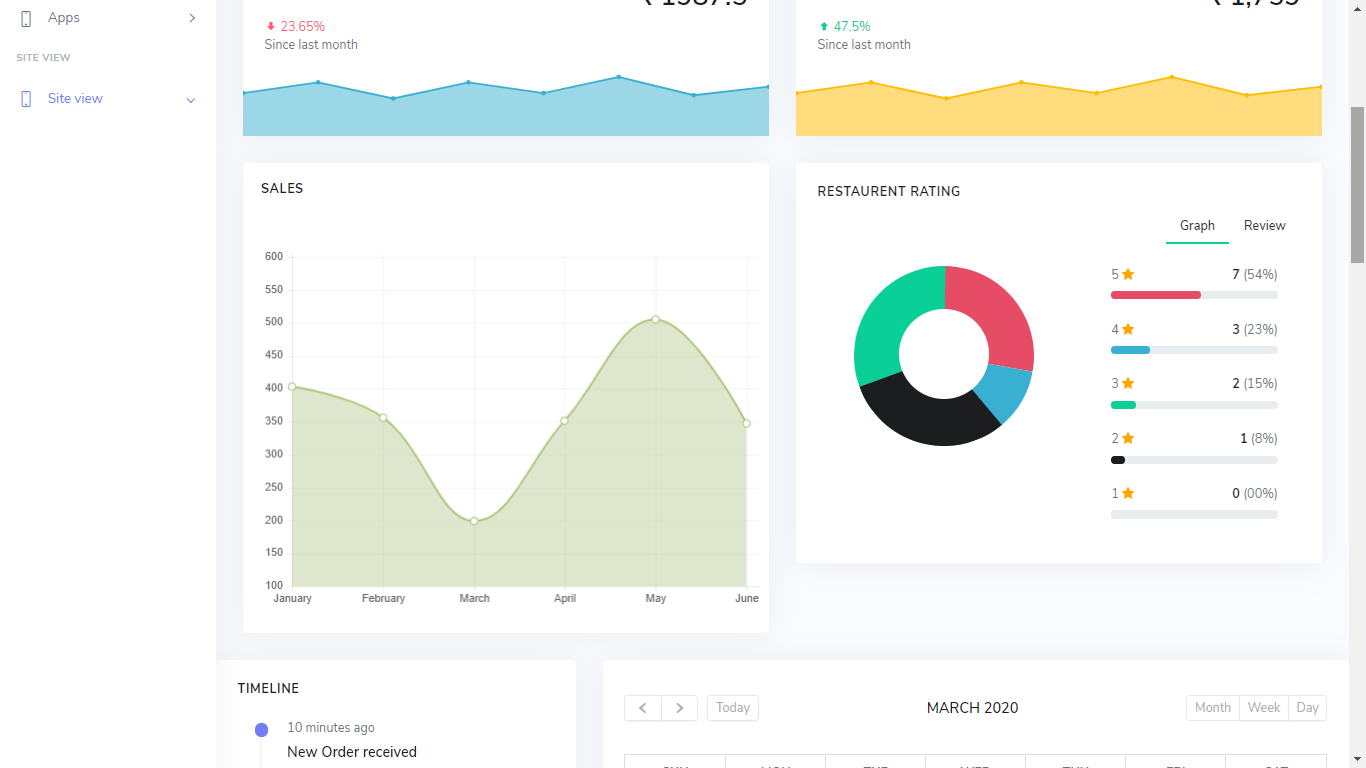 Apps
SITE VIEW
Site view
23.65%
Since last month
47.5%
Since last month
SALES
600
550
500
450
400
350
300
250
200
150
100
January February March April May June
RESTAURENT RATING
Graph Review
5 7 (54%)
4 3 (23%)
3 2 (15%)
2 1 (8%)
1 0 (00%)
TIMELINE
10 minutes ago
New Order received
Today MARCH 2020 Month Week Day